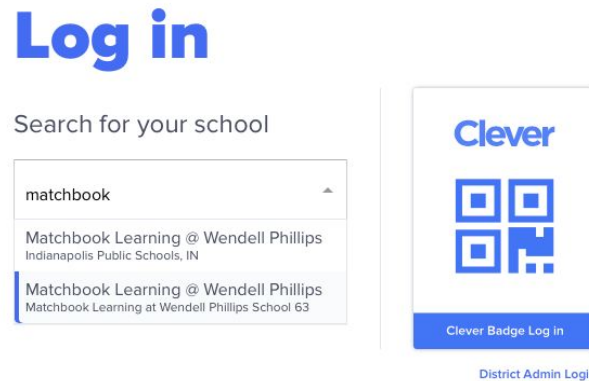 Log in
Search for your school
matchbook
Matchbook Learning @ Wendell Phillips
Indianapolis Public Schools, IN
Matchbook Learning @ Wendell Phillips
Matchbook Learning at Wendell Phillips School 63
Clever
Clever Badge Log in
District Admin Logi